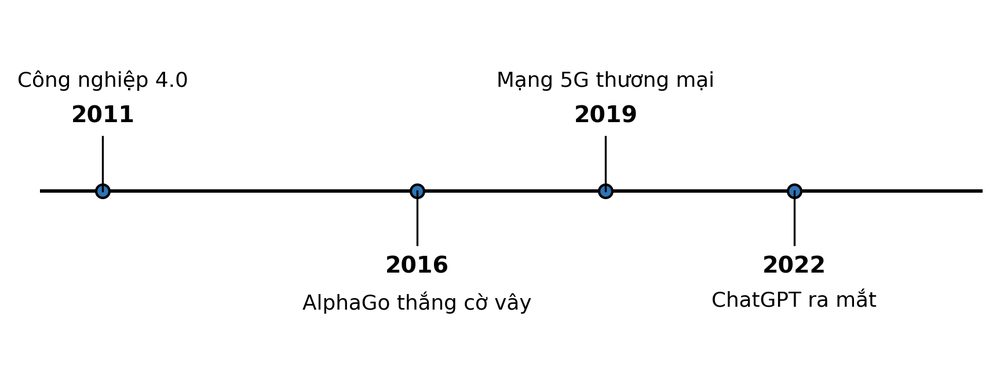 Công nghiệp 4.0
2011
Mạng 5G thương mại
2019
2016
AlphaGo thắng cờ vây
2022
ChatGPT ra mắt